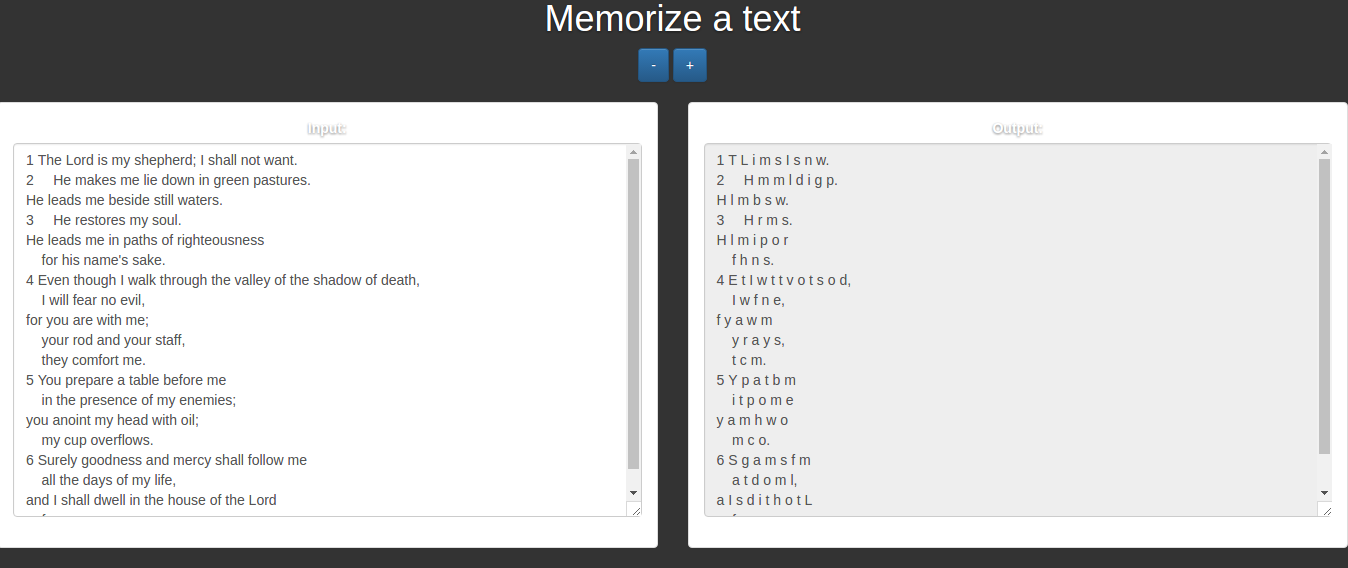 Memorize a text
- +
Input:
1 The Lord is my shepherd; I shall not want.
2     He makes me lie down in green pastures.
He leads me beside still waters.
3     He restores my soul.
He leads me in paths of righteousness
    for his name's sake.
4 Even though I walk through the valley of the shadow of death,
    I will fear no evil,
for you are with me;
    your rod and your staff,
    they comfort me.
5 You prepare a table before me
    in the presence of my enemies;
you anoint my head with oil;
    my cup overflows.
6 Surely goodness and mercy shall follow me
    all the days of my life,
and I shall dwell in the house of the Lord
Output:
1 T L i m s I s n w.
2     H m m l d i g p.
H l m b s w.
3     H r m s.
H l m i p o r
    f h n s.
4 E t I w t t v o t s o d,
    I w f n e,
f y a w m
    y r a y s,
    t c m.
5 Y p a t b m
    i t p o m e
y a m h w o
    m c o.
6 S g a m s f m
    a t d o m l,
a I s d i t h o t L